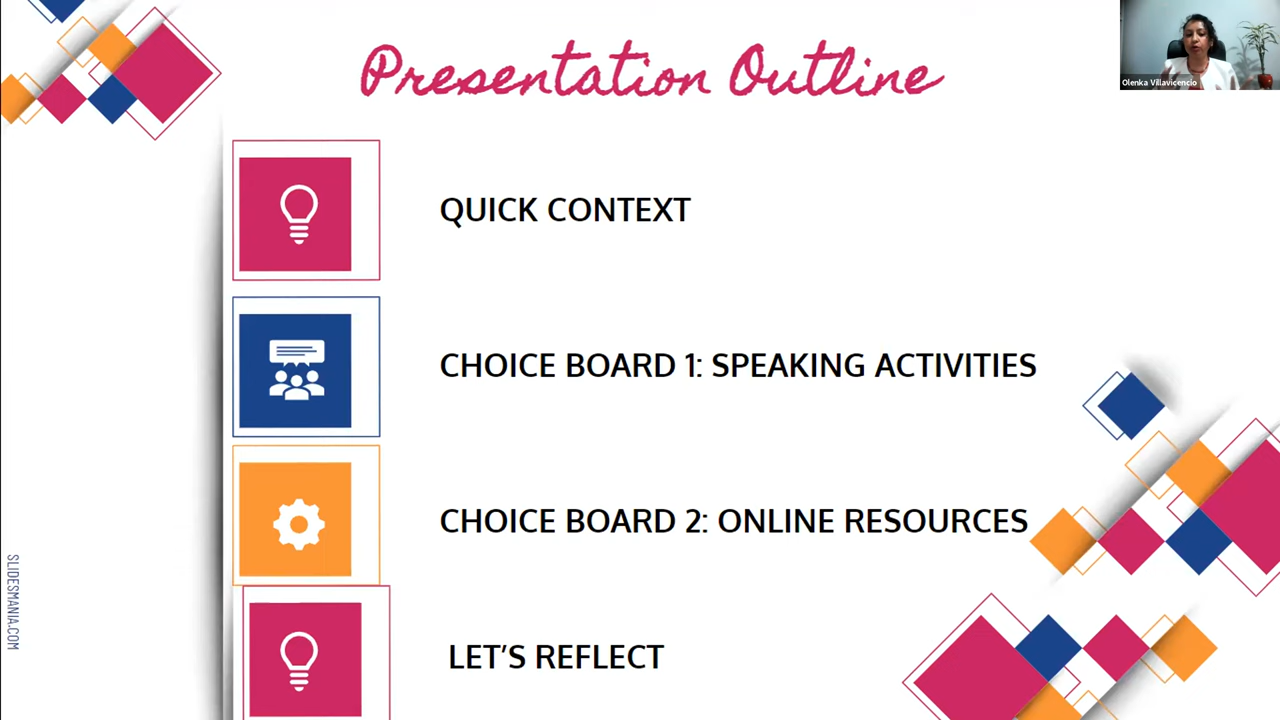 Presentation Outline
Olenka Villavicencio
QUICK CONTEXT
CHOICE BOARD 1: SPEAKING ACTIVITIES
CHOICE BOARD 2: ONLINE RESOURCES
LET'S REFLECT
SLIDESMANIA.COM